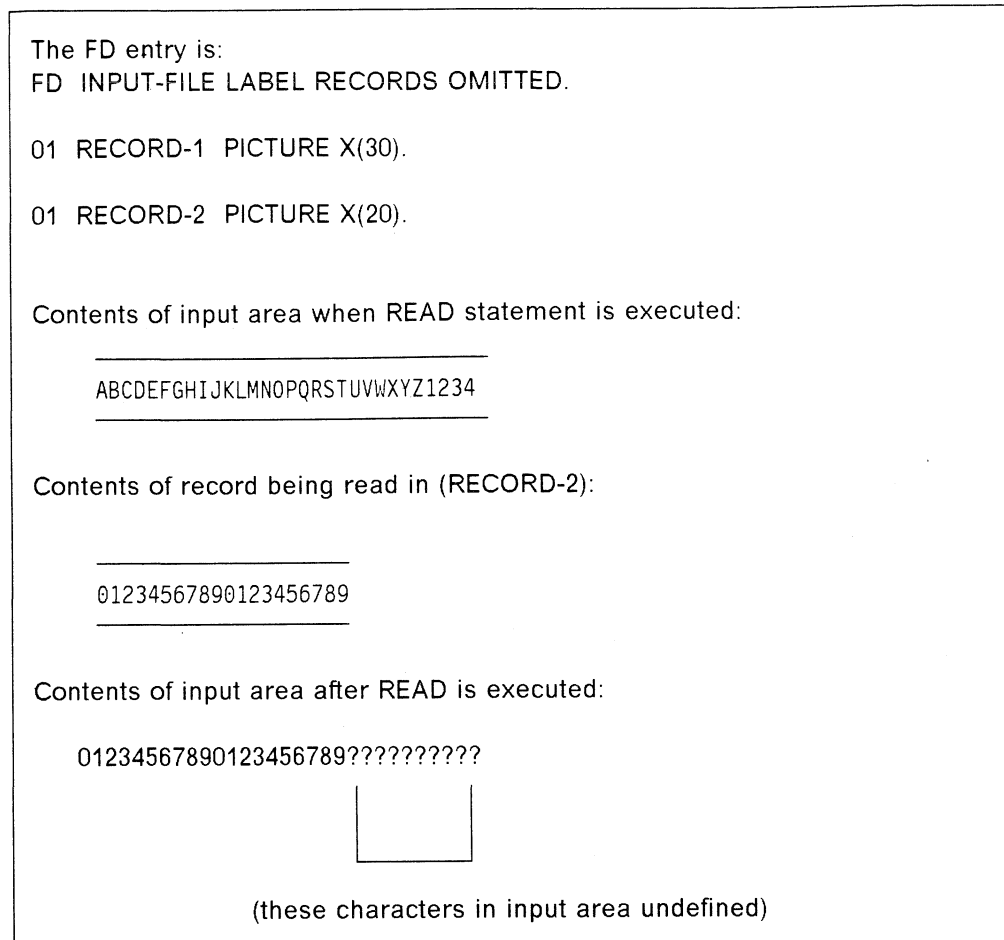 The FD entry is:
FD INPUT-FILE LABEL RECORDS OMITTED.
01 RECORD-1 PICTURE X(30).
01 RECORD-2 PICTURE X(20).
Contents of input area when READ statement is executed:
ABCDEFGHIJKLMNOPQRSTUVWXYZ1234
Contents of record being read in (RECORD-2):
01234567890123456789
Contents of input area after READ is executed:
01234567890123456789??????????
(these characters in input area undefined)